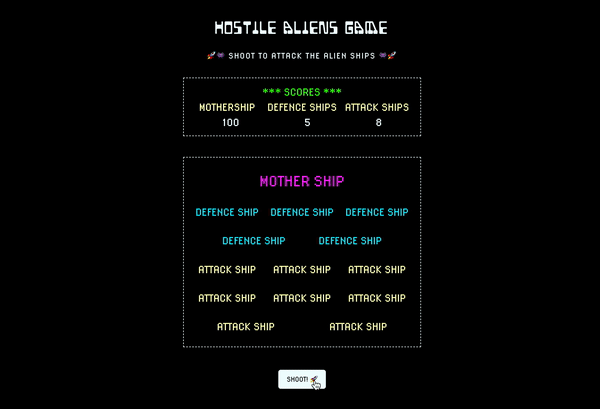 HOSTILE ALIENS GAME
🚀👾 SHOOT TO ATTACK THE ALIEN SHIPS 👾🚀
*** SCORES ***
MOTHERSHIP DEFENCE SHIPS ATTACK SHIPS
100 5 8
MOTHER SHIP
DEFENCE SHIP DEFENCE SHIP DEFENCE SHIP
DEFENCE SHIP DEFENCE SHIP
ATTACK SHIP ATTACK SHIP ATTACK SHIP
ATTACK SHIP ATTACK SHIP ATTACK SHIP
ATTACK SHIP ATTACK SHIP
SHOOT! 🚀